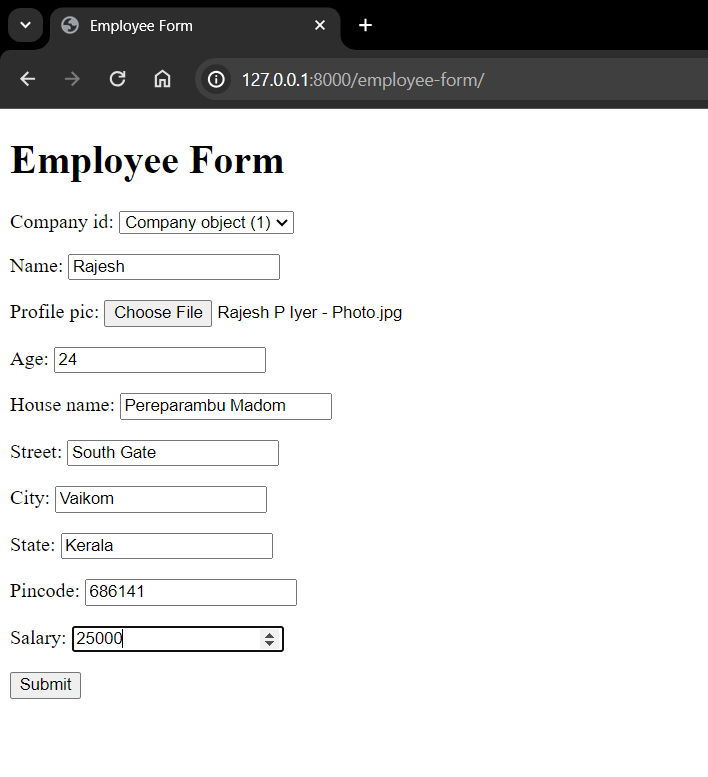 Employee Form
127.0.0.1:8000/employee-form/
Employee Form
Company id: Company object (1)
Name: Rajesh
Profile pic: Choose File Rajesh P Iyer - Photo.jpg
Age: 24
House name: Pereparambu Madom
Street: South Gate
City: Vaikom
State: Kerala
Pincode: 686141
Salary: 25000
Submit